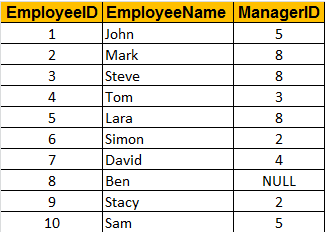 EmployeeID EmployeeName ManagerID
1 John 5
2 Mark 8
3 Steve 8
4 Tom 3
5 Lara 8
6 Simon 2
7 David 4
8 Ben NULL
9 Stacy 2
10 Sam 5